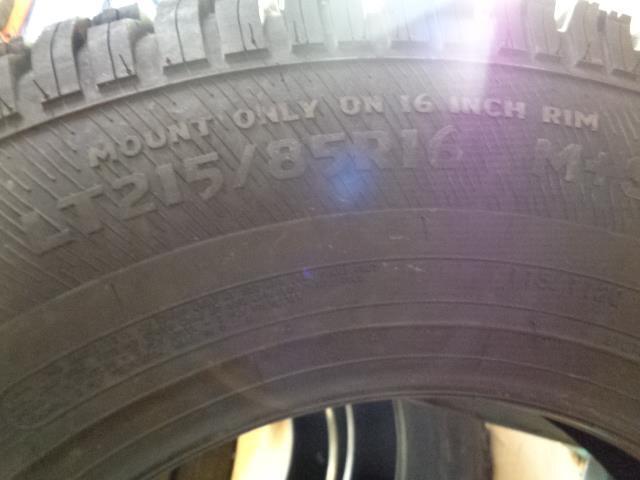 MOUNT ONLY ON 16 INCH RIM
LT215/85R16 M+S